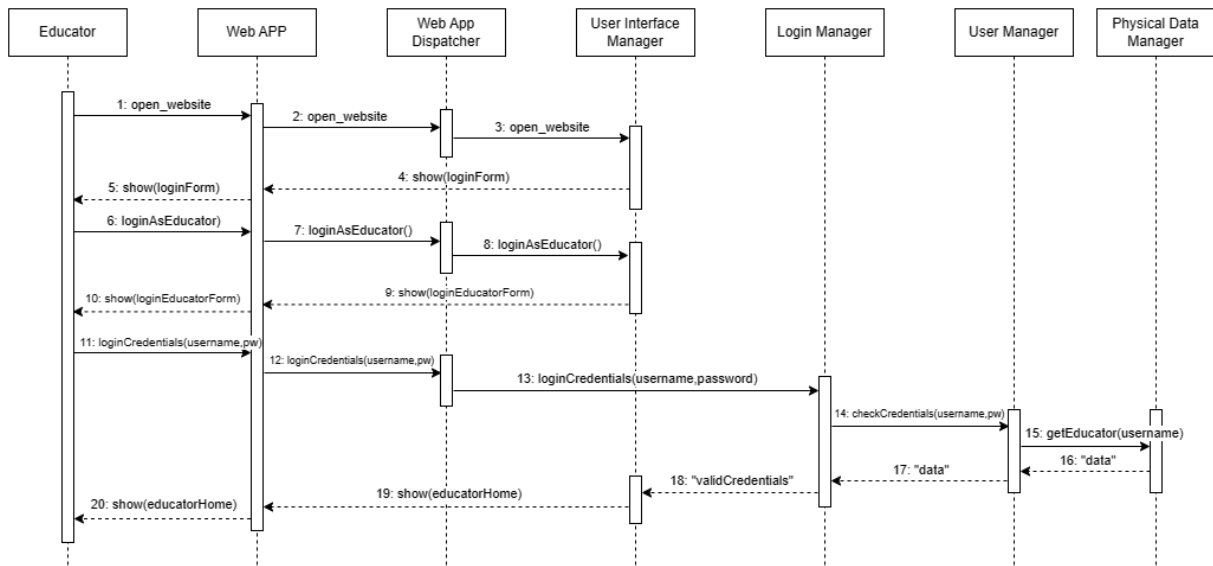 Educator
Web APP
Web App
Dispatcher
User Interface
Manager
Login Manager
User Manager
Physical Data
Manager
1: open_website
2: open_website
3: open_website
4: show(loginForm)
5: show(loginForm)
6: loginAsEducator)
7: loginAsEducator()
8: loginAsEducator()
9: show(loginEducatorForm)
10: show(loginEducatorForm)
11: loginCredentials(username,pw)
12: loginCredentials(username,pw)
13: loginCredentials(username,password)
14: checkCredentials(username,pw)
15: getEducator(username)
16: "data"
17: "data"
18: "validCredentials"
19: show(educatorHome)
20: show(educatorHome)